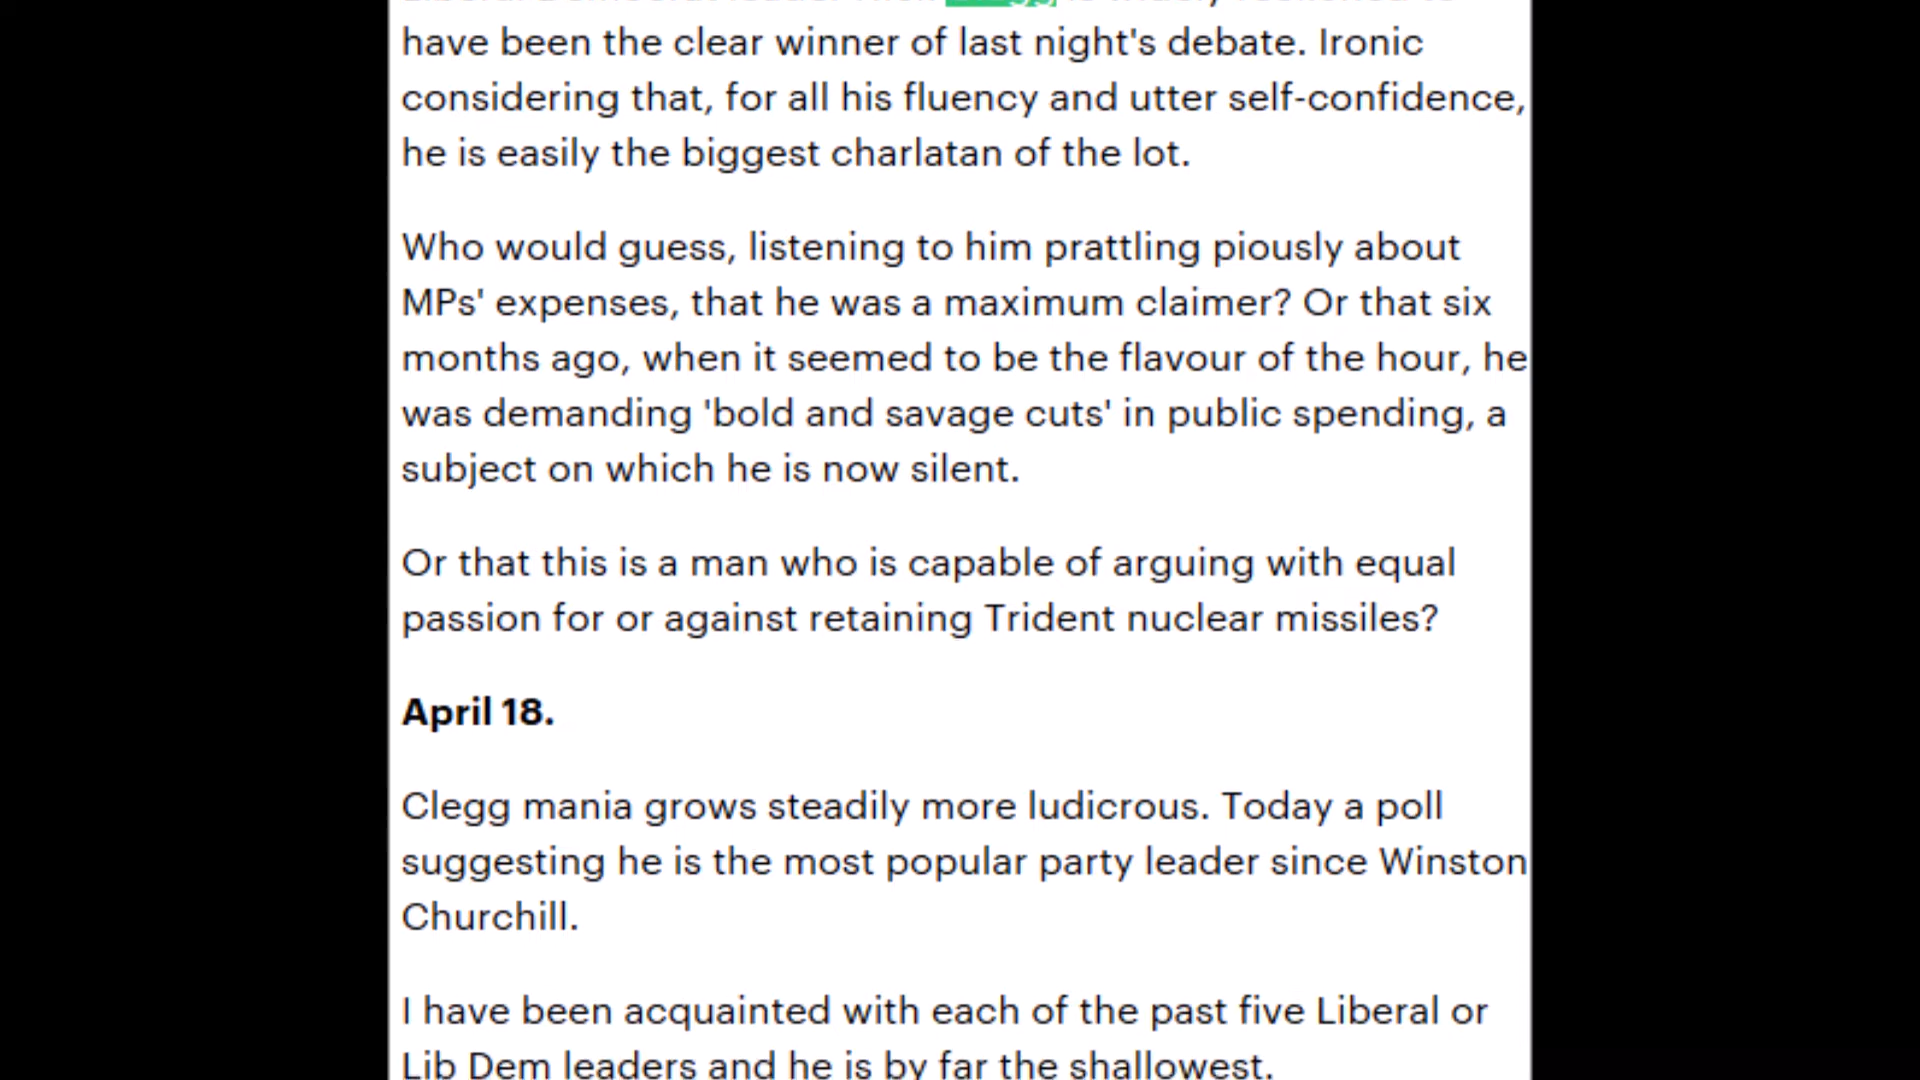 have been the clear winner of last night's debate. Ironic
considering that, for all his fluency and utter self-confidence,
he is easily the biggest charlatan of the lot.
Who would guess, listening to him prattling piously about
MPs' expenses, that he was a maximum claimer? Or that six
months ago, when it seemed to be the flavour of the hour, he
was demanding 'bold and savage cuts' in public spending, a
subject on which he is now silent.
Or that this is a man who is capable of arguing with equal
passion for or against retaining Trident nuclear missiles?
April 18.
Clegg mania grows steadily more ludicrous. Today a poll
suggesting he is the most popular party leader since Winston
Churchill.
I have been acquainted with each of the past five Liberal or
Lib Dem leaders and he is by far the shallowest.